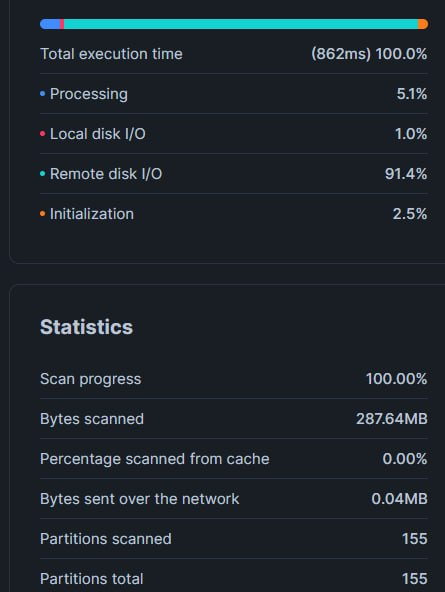 Total execution time (862ms) 100.0%
Processing 5.1%
Local disk I/O 1.0%
Remote disk I/O 91.4%
Initialization 2.5%
Statistics
Scan progress 100.00%
Bytes scanned 287.64MB
Percentage scanned from cache 0.00%
Bytes sent over the network 0.04MB
Partitions scanned 155
Partitions total 155